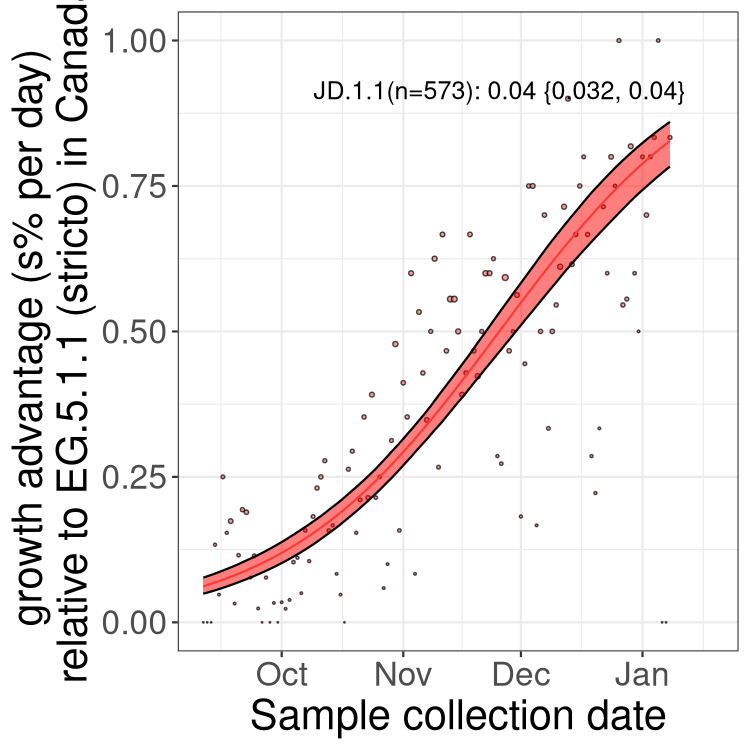 growth advantage (s% per day)
relative to EG.5.1.1 (stricto) in Canada
1.00
0.75
0.50
0.25
0.00
JD.1.1(n=573): 0.04 {0.032, 0.04}
Oct Nov Dec Jan
Sample collection date